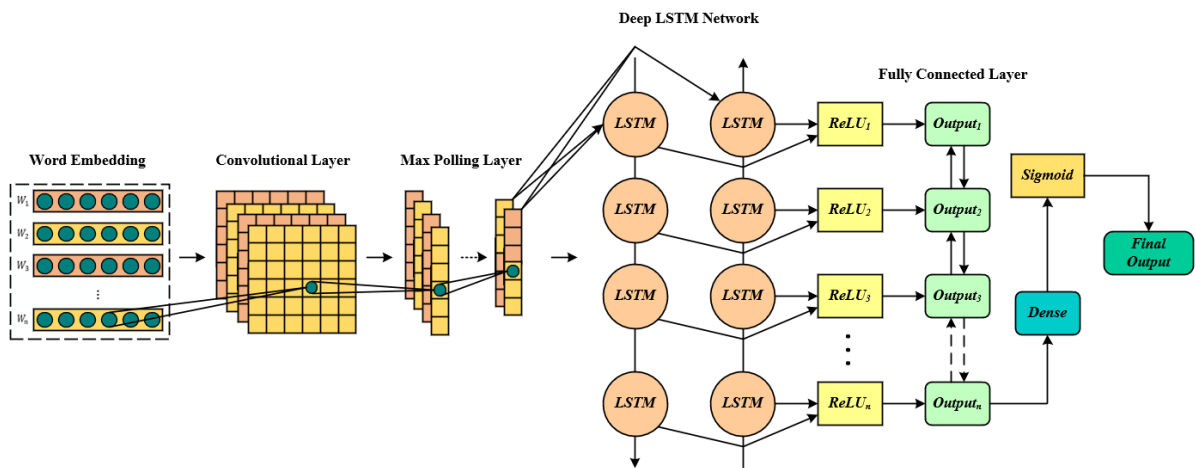 Deep LSTM Network
Fully Connected Layer
Word Embedding
Convolutional Layer
Max Polling Layer
W1
W2
W3
...
Wn
LSTM
LSTM
ReLU1
Output1
LSTM
LSTM
ReLU2
Output2
LSTM
LSTM
ReLU3
Output3
LSTM
LSTM
ReLUn
Outputn
Sigmoid
Dense
Final
Output